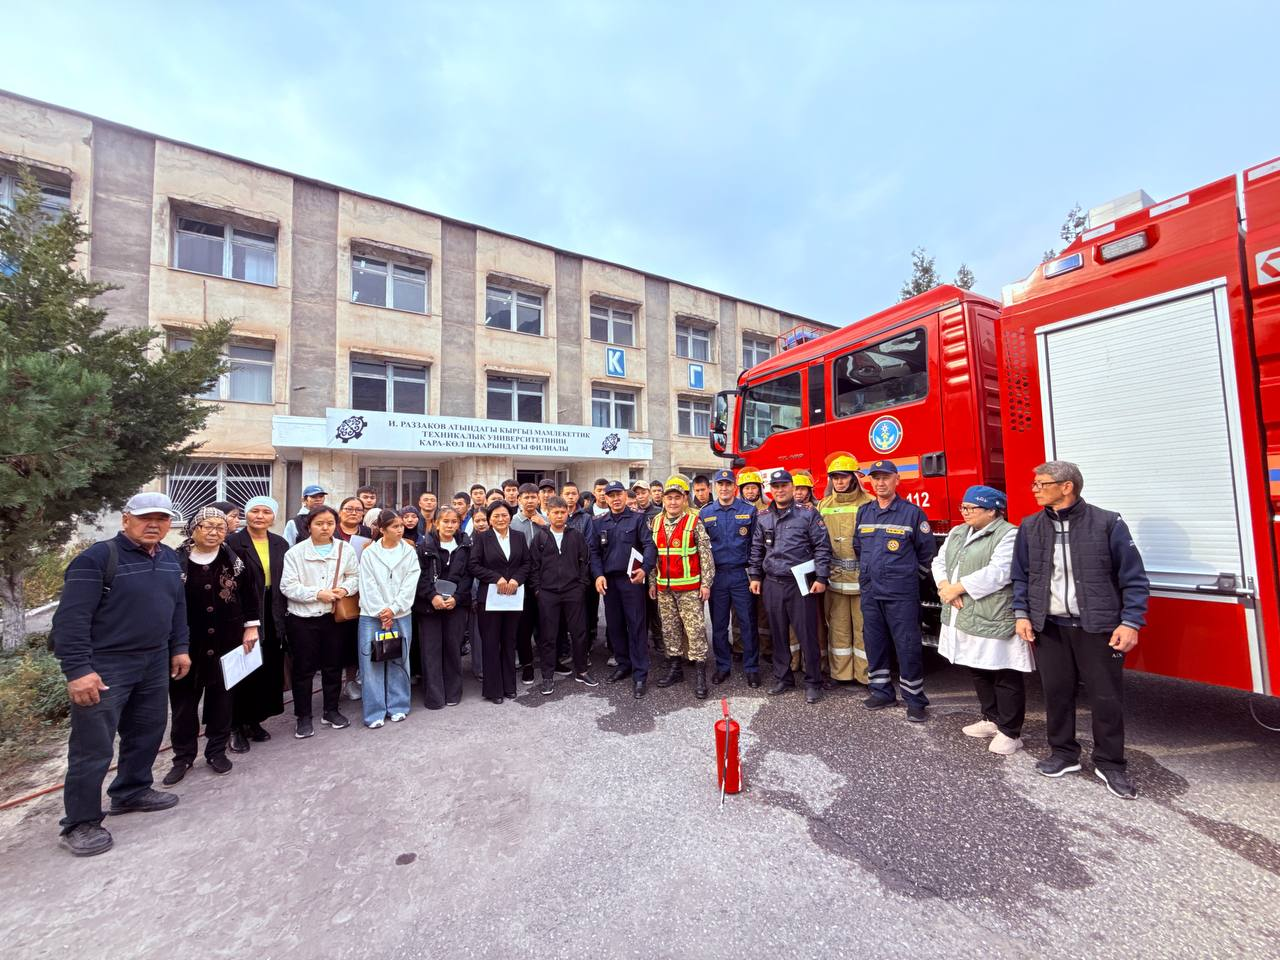 К
Г
И. РАЗЗАКОВ АТЫНДАГЫ КЫРГЫЗ МАМЛЕКЕТТИК
ТЕХНИКАЛЫК УНИВЕРСИТЕТИНИН
КАРА-КӨЛ ШААРЫНДАГЫ ФИЛИАЛЫ
112